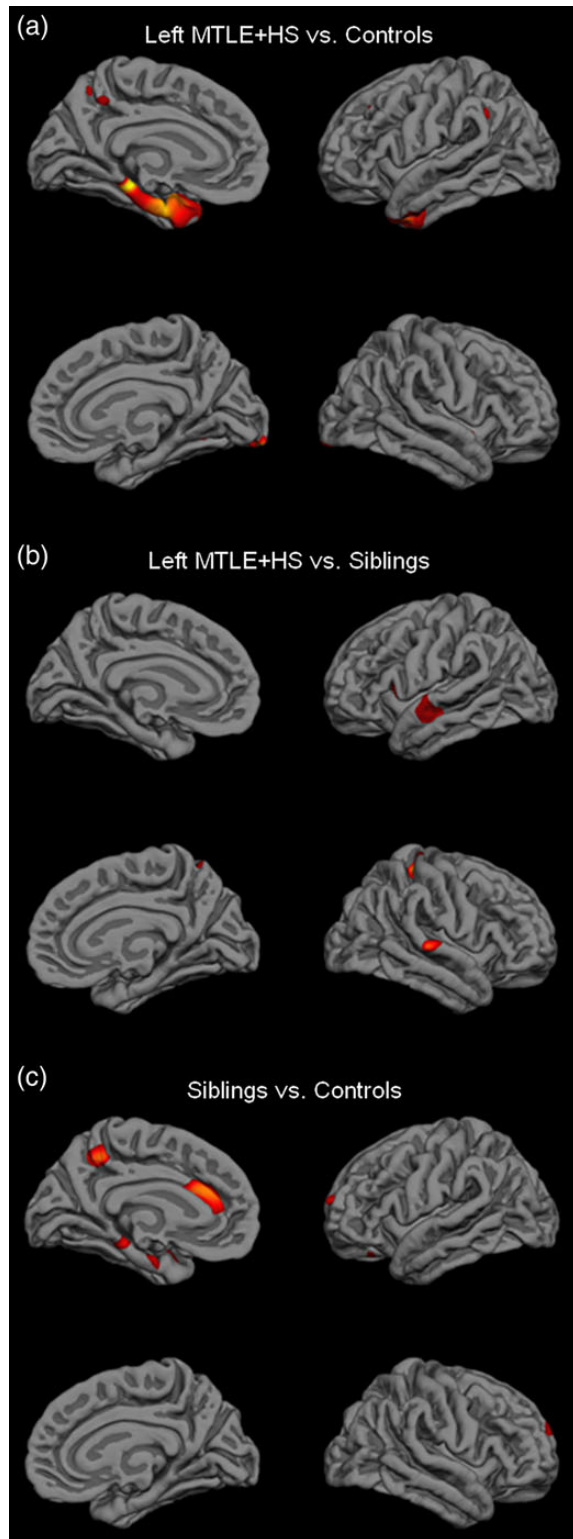 (a)
Left MTLE+HS vs. Controls
(b)
Left MTLE+HS vs. Siblings
(c)
Siblings vs. Controls